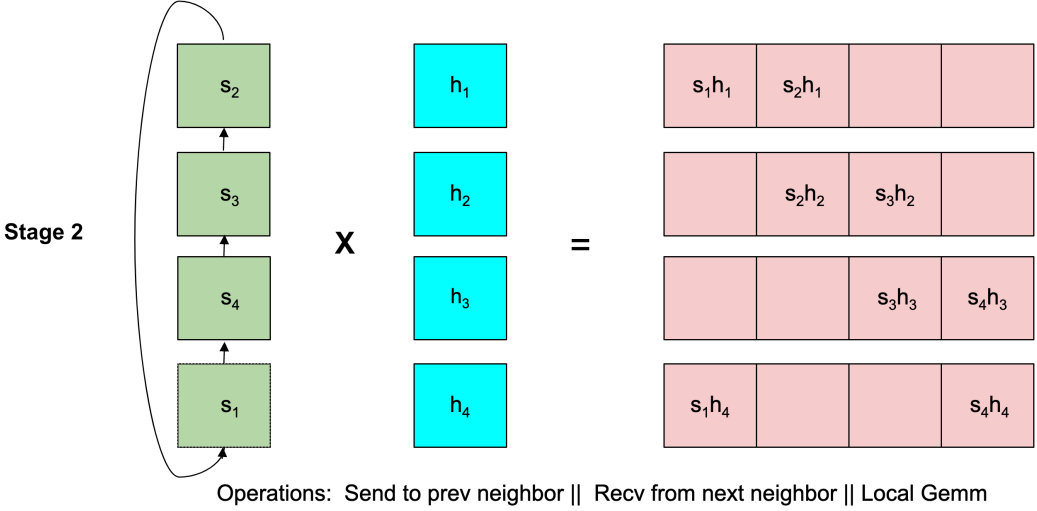 s₂ h₁ s₁h₁ s₂h₁
s₃ h₂ s₂h₂ s₃h₂
Stage 2 X =
s₄ h₃ s₃h₃ s₄h₃
s₁ h₄ s₁h₄ s₄h₄
Operations: Send to prev neighbor || Recv from next neighbor || Local Gemm